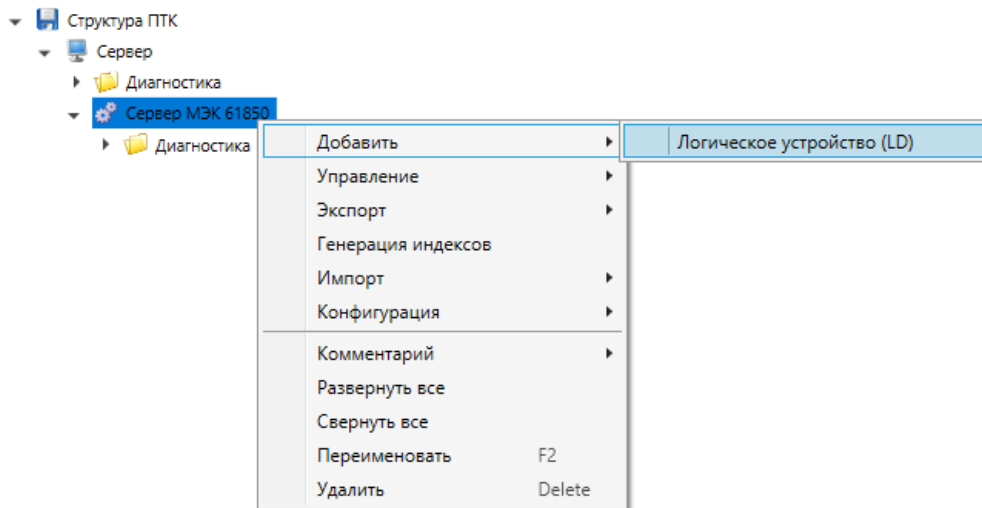 Структура ПТК
Сервер
Диагностика
Сервер МЭК 61850
Диагностика
Добавить
Логическое устройство (LD)
Управление
Экспорт
Генерация индексов
Импорт
Конфигурация
Комментарий
Развернуть все
Свернуть все
Переименовать F2
Удалить Delete